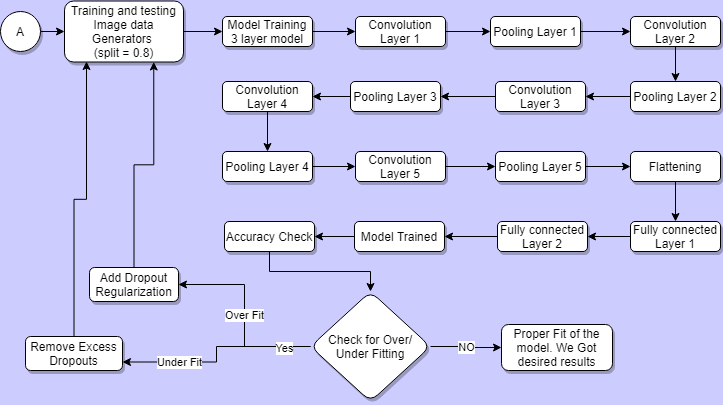 A
Training and testing
Image data
Generators
(split = 0.8)
Model Training
3 layer model
Convolution
Layer 1
Pooling Layer 1
Convolution
Layer 2
Convolution
Layer 4
Pooling Layer 3
Convolution
Layer 3
Pooling Layer 2
Pooling Layer 4
Convolution
Layer 5
Pooling Layer 5
Flattening
Accuracy Check
Model Trained
Fully connected
Layer 2
Fully connected
Layer 1
Add Dropout
Regularization
Over Fit
Remove Excess
Dropouts
Under Fit
Yes
Check for Over/
Under Fitting
NO
Proper Fit of the
model. We Got
desired results